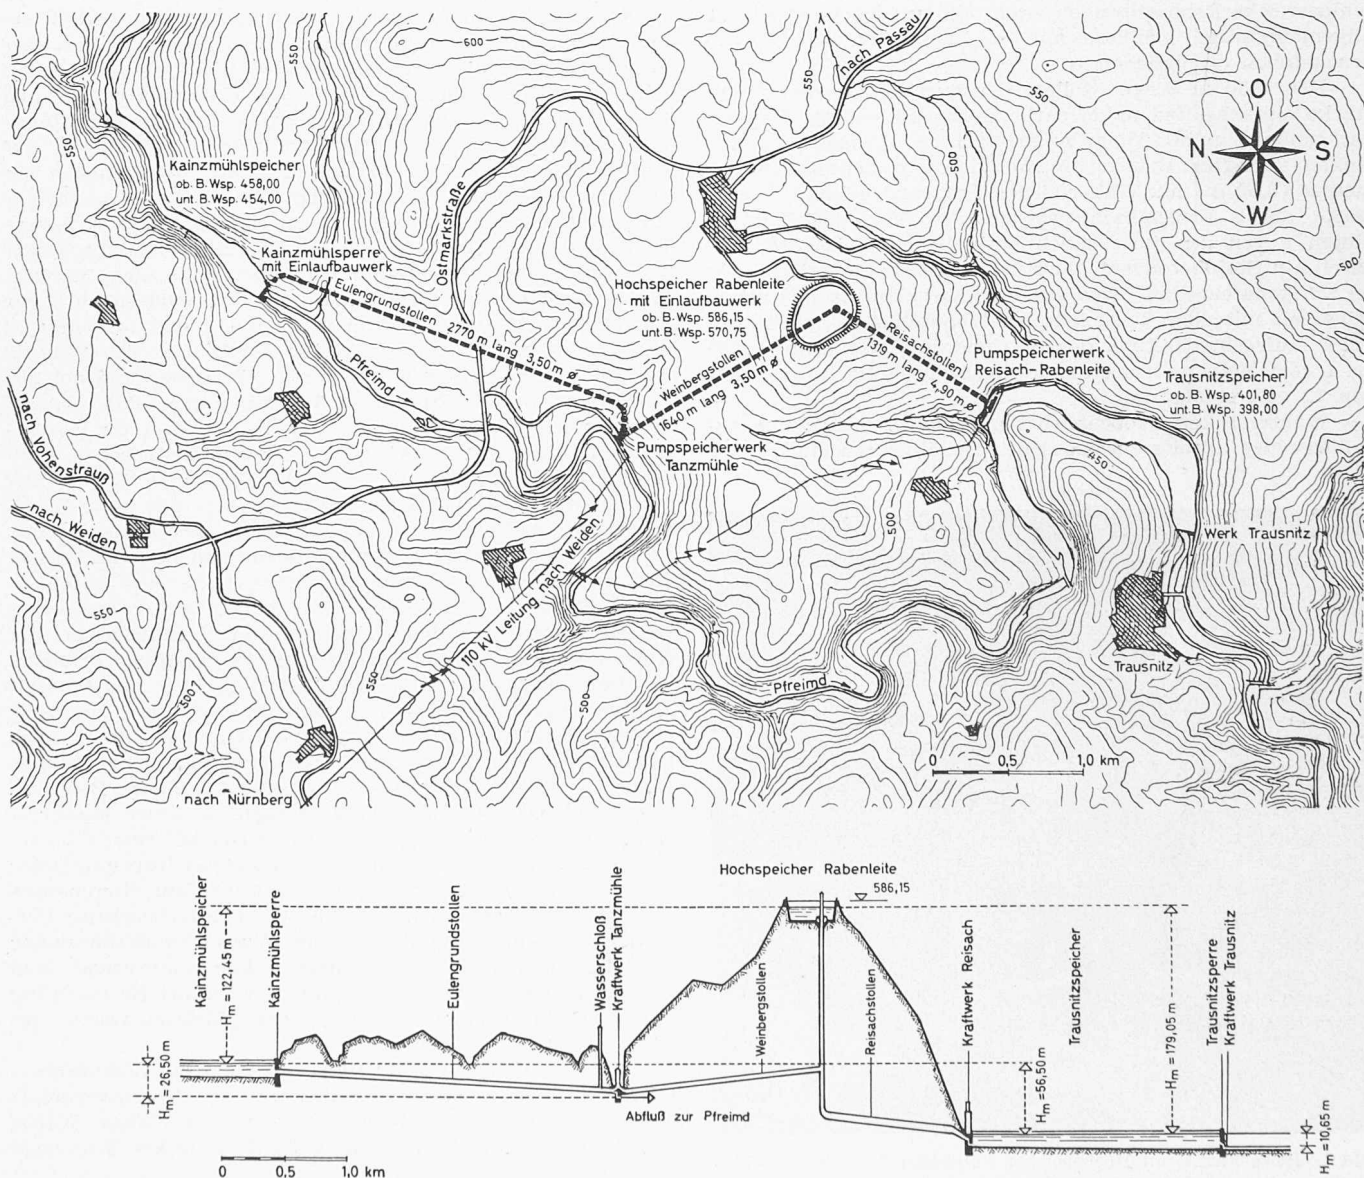 550
600
nach Passau
550
O
N
S
W
550
500
500
Kainzmühlspeicher
ob. B. Wsp. 458,00
unt. B. Wsp. 454,00
Ostmarkstraße
Kainzmühlsperre
mit Einlaufbauwerk
Eulengrundstollen 2770 m lang 3,50 m ø
Hochspeicher Rabenleite
mit Einlaufbauwerk
ob. B. Wsp. 586,15
unt. B. Wsp. 570,75
Pfreimd
Weinbergstollen
1640 m lang 3,50 m ø
Reisachstollen
1319 m lang 4,90 m ø
Pumpspeicherwerk
Reisach-Rabenleite
Trausnitzspeicher
ob. B. Wsp. 401,80
unt. B. Wsp. 398,00
Pumpspeicherwerk
Tanzmühle
450
500
nach Vohenstrauß
nach Weiden
Werk Trausnitz
550
110 kV Leitung nach Weiden
550
500
500
Pfreimd
Trausnitz
0 0,5 1,0 km
nach Nürnberg
Hochspeicher Rabenleite
586,15
Kainzmühlspeicher
Hm = 122,45 m
Kainzmühlsperre
Eulengrundstollen
Wasserschloß
Kraftwerk Tanzmühle
Weinbergstollen
Reisachstollen
Kraftwerk Reisach
Trausnitzspeicher
Hm = 179,05 m
Trausnitzsperre
Kraftwerk Trausnitz
Hm = 26,50 m
Hm = 56,50 m
Hm = 10,65 m
Abfluß zur Pfreimd
0 0,5 1,0 km